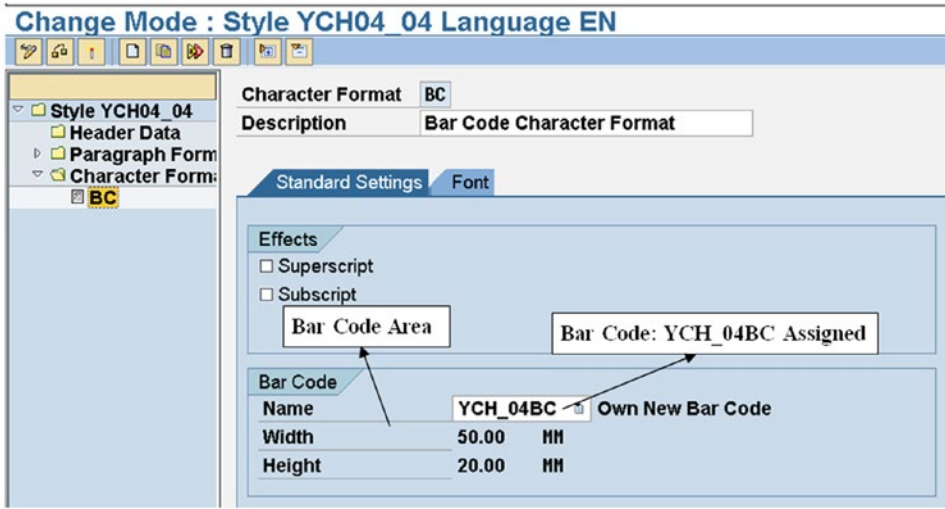 Change Mode : Style YCH04_04 Language EN
Style YCH04_04
Header Data
Paragraph Form
Character Form
BC
Character Format BC
Description Bar Code Character Format
Standard Settings Font
Effects
Superscript
Subscript
Bar Code Area
Bar Code: YCH_04BC Assigned
Bar Code
Name YCH_04BC Own New Bar Code
Width 50.00 MM
Height 20.00 MM